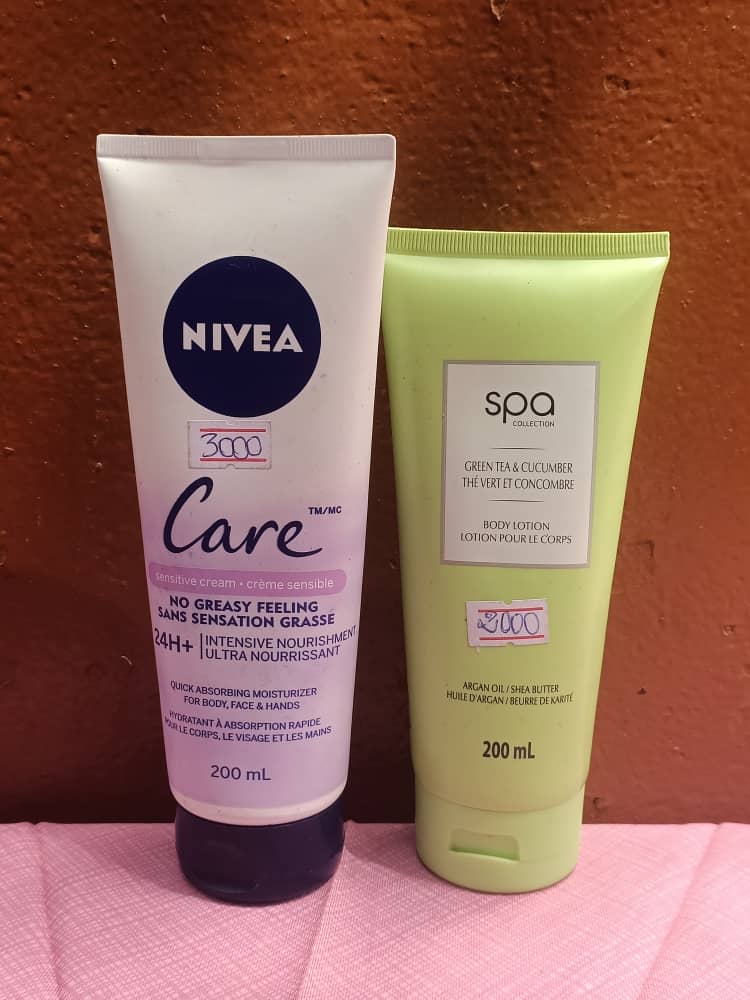 NIVEA
3000
Care TM/MC
sensitive cream • crème sensible
NO GREASY FEELING
SANS SENSATION GRASSE
24H+ | INTENSIVE NOURISHMENT
ULTRA NOURRISSANT
QUICK ABSORBING MOISTURIZER
FOR BODY, FACE & HANDS
HYDRATANT À ABSORPTION RAPIDE
POUR LE CORPS, LE VISAGE ET LES MAINS
200 mL
spa
COLLECTION
GREEN TEA & CUCUMBER
THÉ VERT ET CONCOMBRE
BODY LOTION
LOTION POUR LE CORPS
2000
ARGAN OIL / SHEA BUTTER
HUILE D'ARGAN / BEURRE DE KARITÉ
200 mL